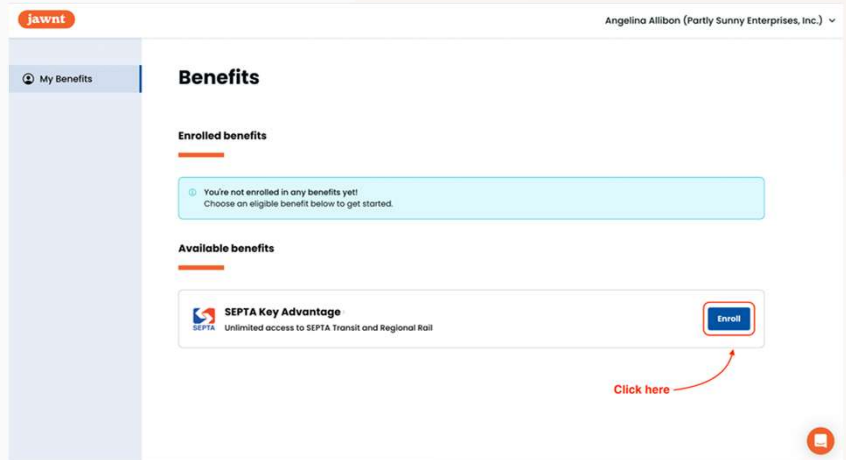 jawnt
Angelina Allibon (Partly Sunny Enterprises, Inc.)
My Benefits
Benefits
Enrolled benefits
You're not enrolled in any benefits yet!
Choose an eligible benefit below to get started.
Available benefits
SEPTA Key Advantage
SEPTA
Unlimited access to SEPTA Transit and Regional Rail
Enroll
Click here